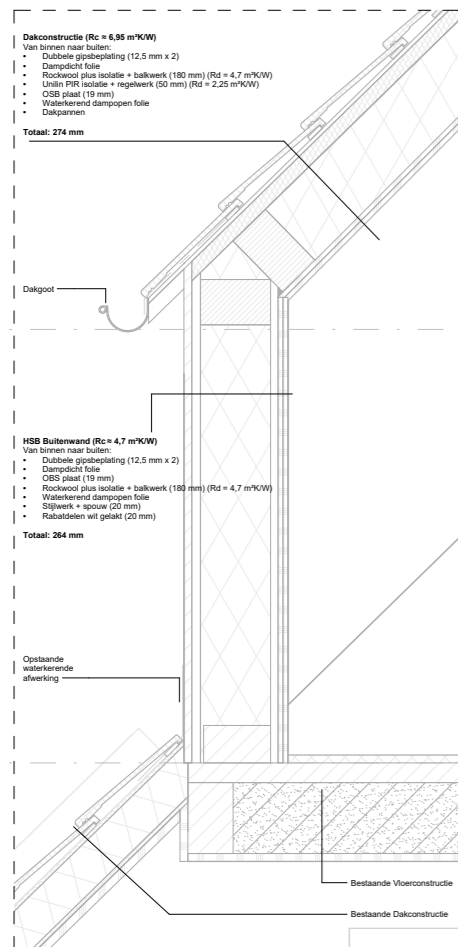 Dakconstructie (Rc ≈ 6,95 m²K/W)
Van binnen naar buiten:
• Dubbele gipsbeplating (12,5 mm x 2)
• Dampdicht folie
• Rockwool plus isolatie + balkwerk (180 mm) (Rd = 4,7 m²K/W)
• Unilin PIR isolatie + regelwerk (50 mm) (Rd = 2,25 m²K/W)
• OSB plaat (19 mm)
• Waterkerend dampopen folie
• Dakpannen
Totaal: 274 mm
Dakgoot
HSB Buitenwand (Rc ≈ 4,7 m²K/W)
Van binnen naar buiten:
• Dubbele gipsbeplating (12,5 mm x 2)
• Dampdicht folie
• OBS plaat (19 mm)
• Rockwool plus isolatie + balkwerk (180 mm) (Rd = 4,7 m²K/W)
• Waterkerend dampopen folie
• Stijlwerk + spouw (20 mm)
• Rabatdelen wit gelakt (20 mm)
Totaal: 264 mm
Opstaande
waterkerende
afwerking
Bestaande Vloerconstructie
Bestaande Dakconstructie